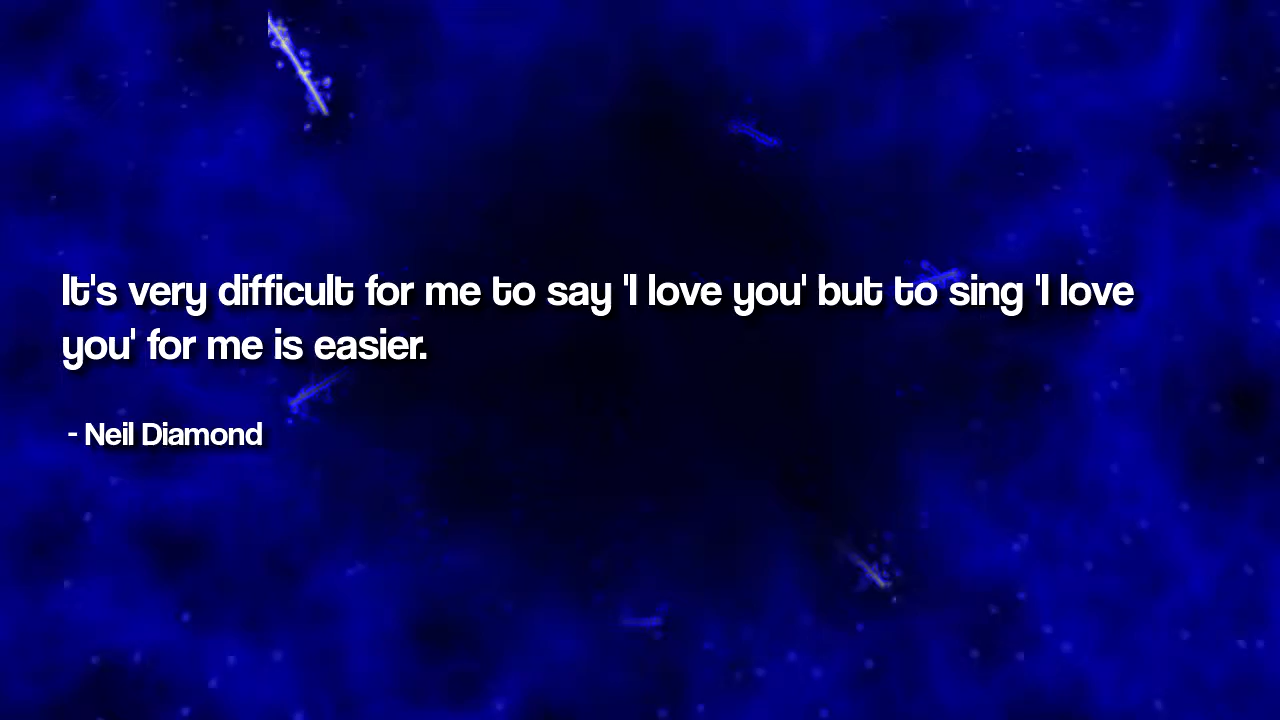 It's very difficult for me to say 'I love you' but to sing 'I love
you' for me is easier.
- Neil Diamond